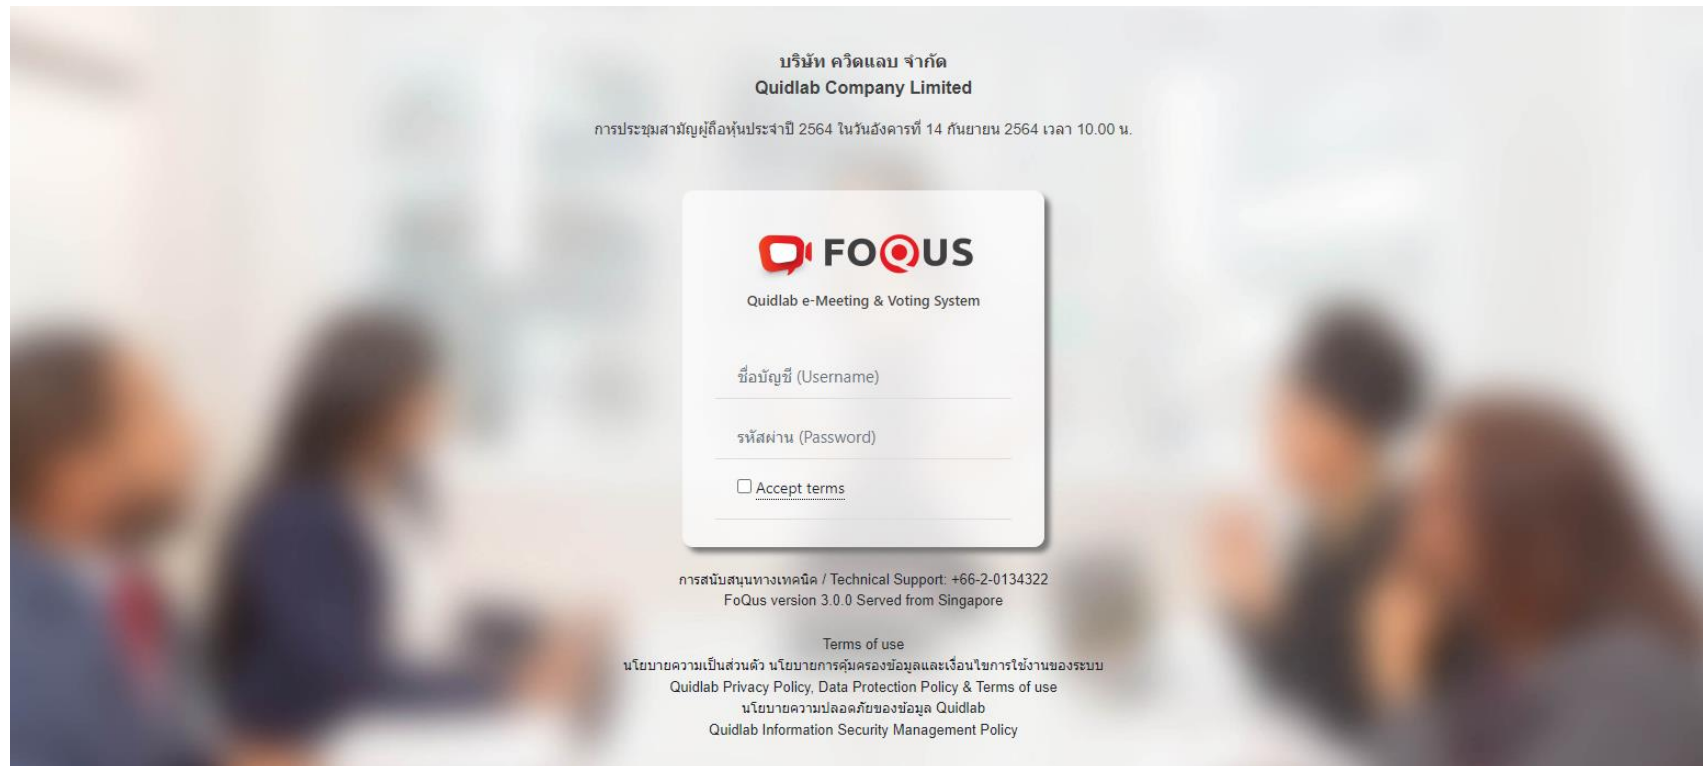 บริษัท ควิดแลบ จำกัด
Quidlab Company Limited
การประชุมสามัญผู้ถือหุ้นประจำปี 2564 ในวันอังคารที่ 14 กันยายน 2564 เวลา 10.00 น.
FOQUS
Quidlab e-Meeting & Voting System
ชื่อบัญชี (Username)
รหัสผ่าน (Password)
Accept terms
การสนับสนุนทางเทคนิค / Technical Support: +66-2-0134322
FoQus version 3.0.0 Served from Singapore
Terms of use
นโยบายความเป็นส่วนตัว นโยบายการคุ้มครองข้อมูลและเงื่อนไขการใช้งานของระบบ
Quidlab Privacy Policy, Data Protection Policy & Terms of use
นโยบายความปลอดภัยของข้อมูล Quidlab
Quidlab Information Security Management Policy